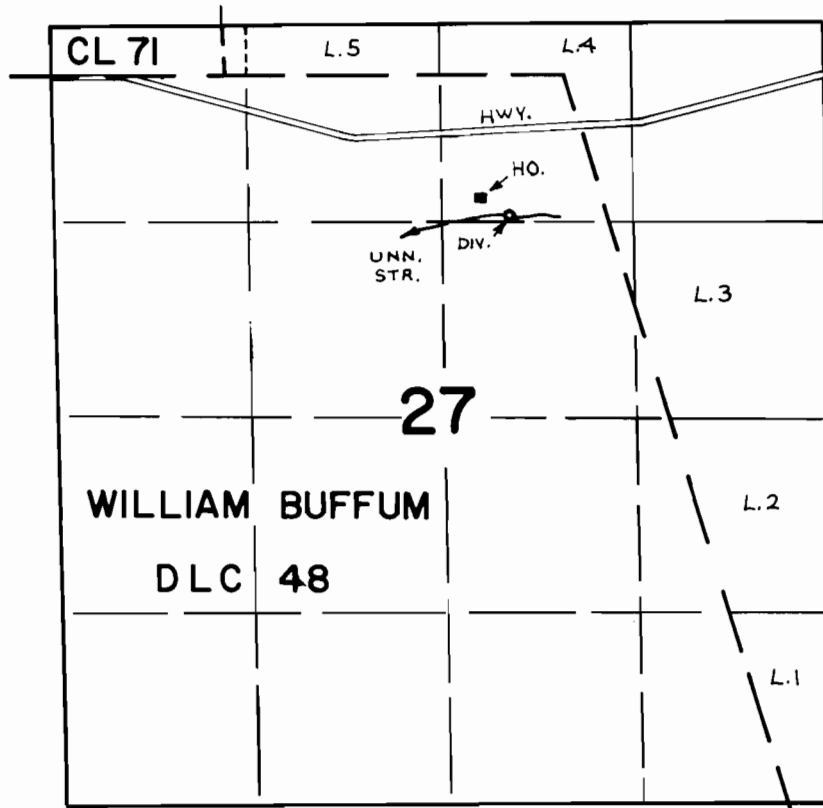 CL 71
L.5
L.4
HWY.
HO.
DIV.
UNN.
STR.
L.3
27
WILLIAM BUFFUM
DLC 48
L.2
L.1